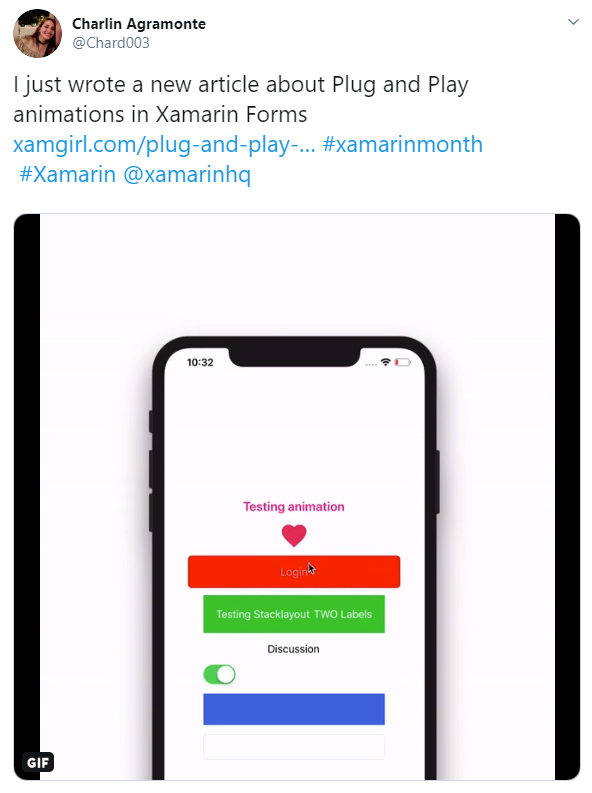 Charlin Agramonte
@Chard003
I just wrote a new article about Plug and Play
animations in Xamarin Forms
xamgirl.com/plug-and-play-... #xamarinmonth
#Xamarin @xamarinhq
10:32
Testing animation
Login
Testing Stacklayout TWO Labels
Discussion
GIF